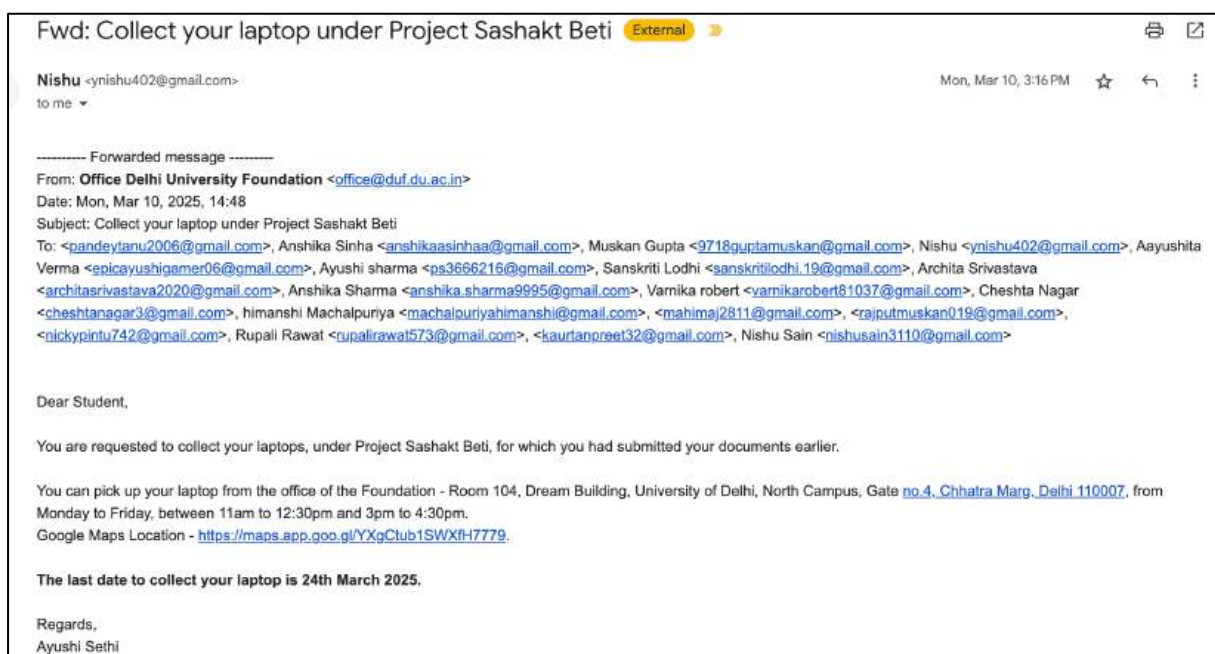 Fwd: Collect your laptop under Project Sashakt Beti External
Nishu <ynishu402@gmail.com> Mon, Mar 10, 3:16 PM
to me
---------- Forwarded message ---------
From: Office Delhi University Foundation <office@duf.du.ac.in>
Date: Mon, Mar 10, 2025, 14:48
Subject: Collect your laptop under Project Sashakt Beti
To: <pandeytanu2006@gmail.com>, Anshika Sinha <anshikaasinhaa@gmail.com>, Muskan Gupta <9718guptamuskan@gmail.com>, Nishu <ynishu402@gmail.com>, Aayushita
Verma <epicayushigamer06@gmail.com>, Ayushi sharma <ps3666216@gmail.com>, Sanskriti Lodhi <sanskritilodhi.19@gmail.com>, Archita Srivastava
<architasrivastava2020@gmail.com>, Anshika Sharma <anshika.sharma9995@gmail.com>, Varnika robert <varnikarobert81037@gmail.com>, Cheshta Nagar
<cheshtanagar3@gmail.com>, himanshi Machalpuriya <machalpuriyahimanshi@gmail.com>, <mahimaj2811@gmail.com>, <rajputmuskan019@gmail.com>,
<nickypintu742@gmail.com>, Rupali Rawat <rupalirawat573@gmail.com>, <kaurtanpreet32@gmail.com>, Nishu Sain <nishusain3110@gmail.com>
Dear Student,
You are requested to collect your laptops, under Project Sashakt Beti, for which you had submitted your documents earlier.
You can pick up your laptop from the office of the Foundation - Room 104, Dream Building, University of Delhi, North Campus, Gate no.4, Chhatra Marg, Delhi 110007, from
Monday to Friday, between 11am to 12:30pm and 3pm to 4:30pm.
Google Maps Location - https://maps.app.goo.gl/YXgCtub1SWXfH7779.
The last date to collect your laptop is 24th March 2025.
Regards,
Ayushi Sethi